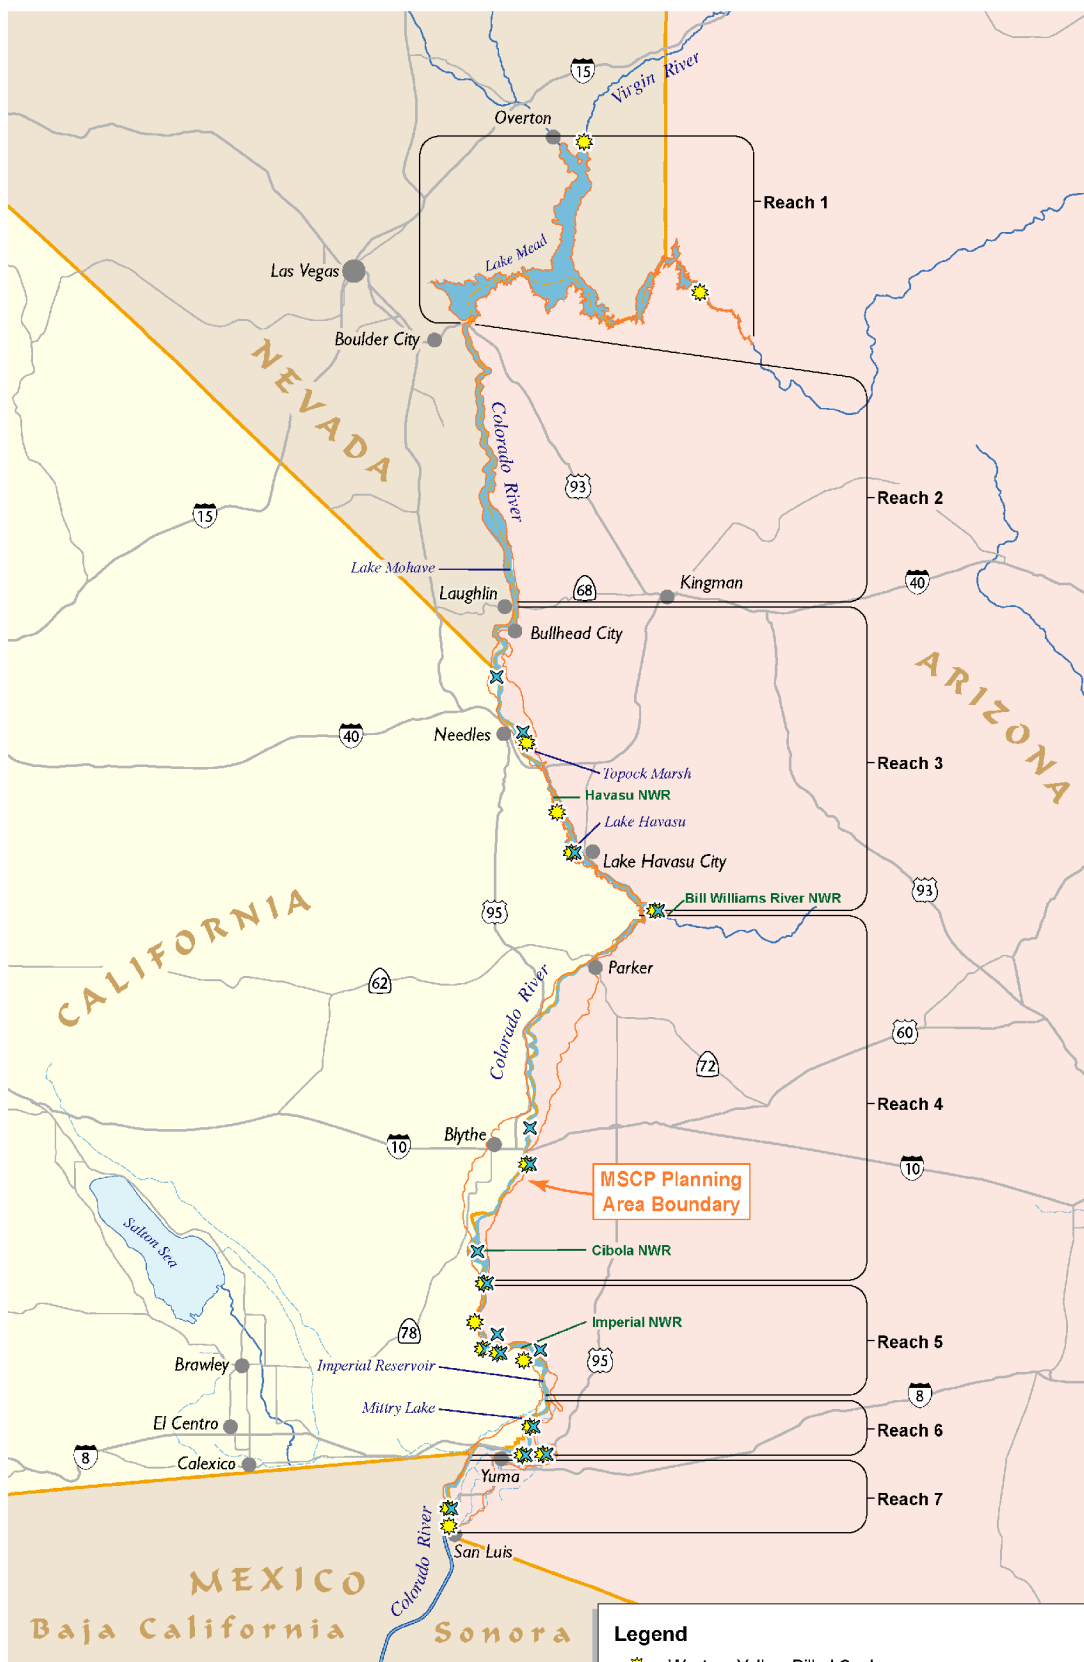 15
Virgin River
Overton
Reach 1
Lake Mead
Las Vegas
Boulder City
NEVADA
Colorado River
93
Reach 2
15
Lake Mohave
Laughlin
68
Kingman
40
Bullhead City
ARIZONA
40
Needles
Topock Marsh
Reach 3
Havasu NWR
Lake Havasu
Lake Havasu City
93
Bill Williams River NWR
95
CALIFORNIA
62
Parker
Colorado River
60
72
Reach 4
Blythe
10
10
MSCP Planning
Area Boundary
Salton Sea
Cibola NWR
78
Imperial NWR
Reach 5
95
Brawley
Imperial Reservoir
8
Mittry Lake
El Centro
Reach 6
8
Calexico
Yuma
Reach 7
Colorado River
San Luis
MEXICO
Baja California
Sonora
Legend